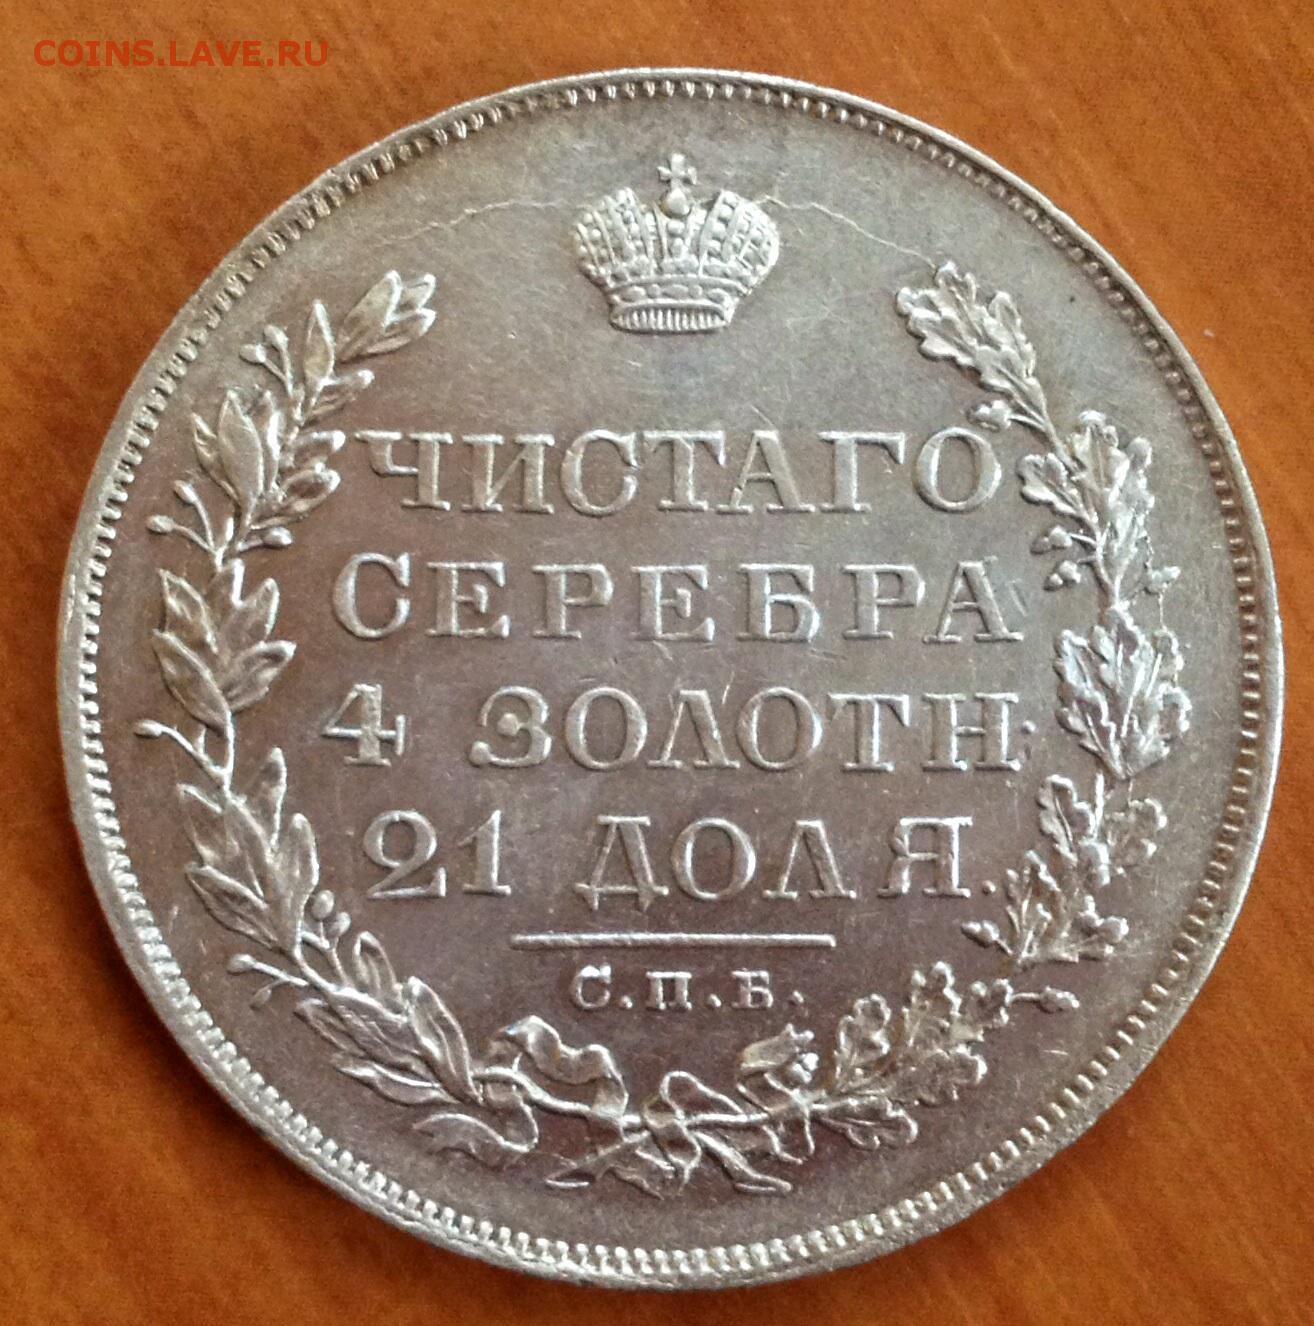 COINS.LAVE.RU
ЧИСТАГО
СЕРЕБРА
4 ЗОЛОТН:
21 ДОЛЯ.
С.П.Б.